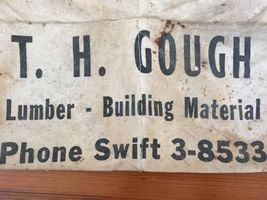 T. H. GOUGH
Lumber - Building Material
Phone Swift 3-8533